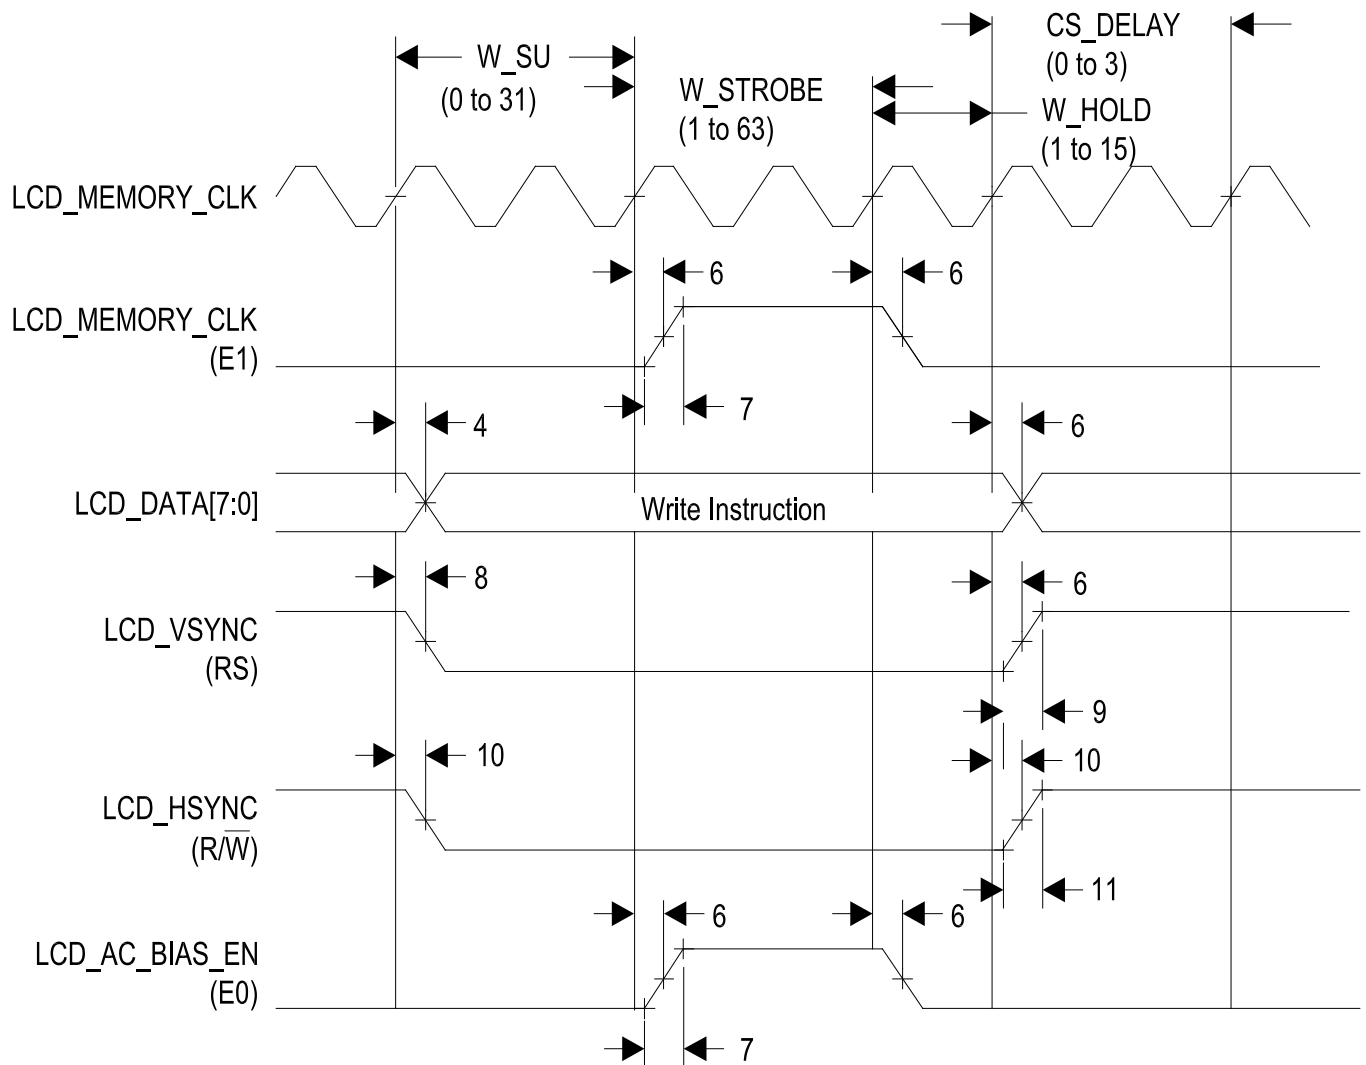 CS_DELAY
(0 to 3)
W_SU
(0 to 31)
W_STROBE
(1 to 63)
W_HOLD
(1 to 15)
LCD_MEMORY_CLK
6
6
LCD_MEMORY_CLK
(E1)
7
4
6
LCD_DATA[7:0]
Write Instruction
8
6
LCD_VSYNC
(RS)
9
10
10
LCD_HSYNC
(R/W̅)
11
6
6
LCD_AC_BIAS_EN
(E0)
7